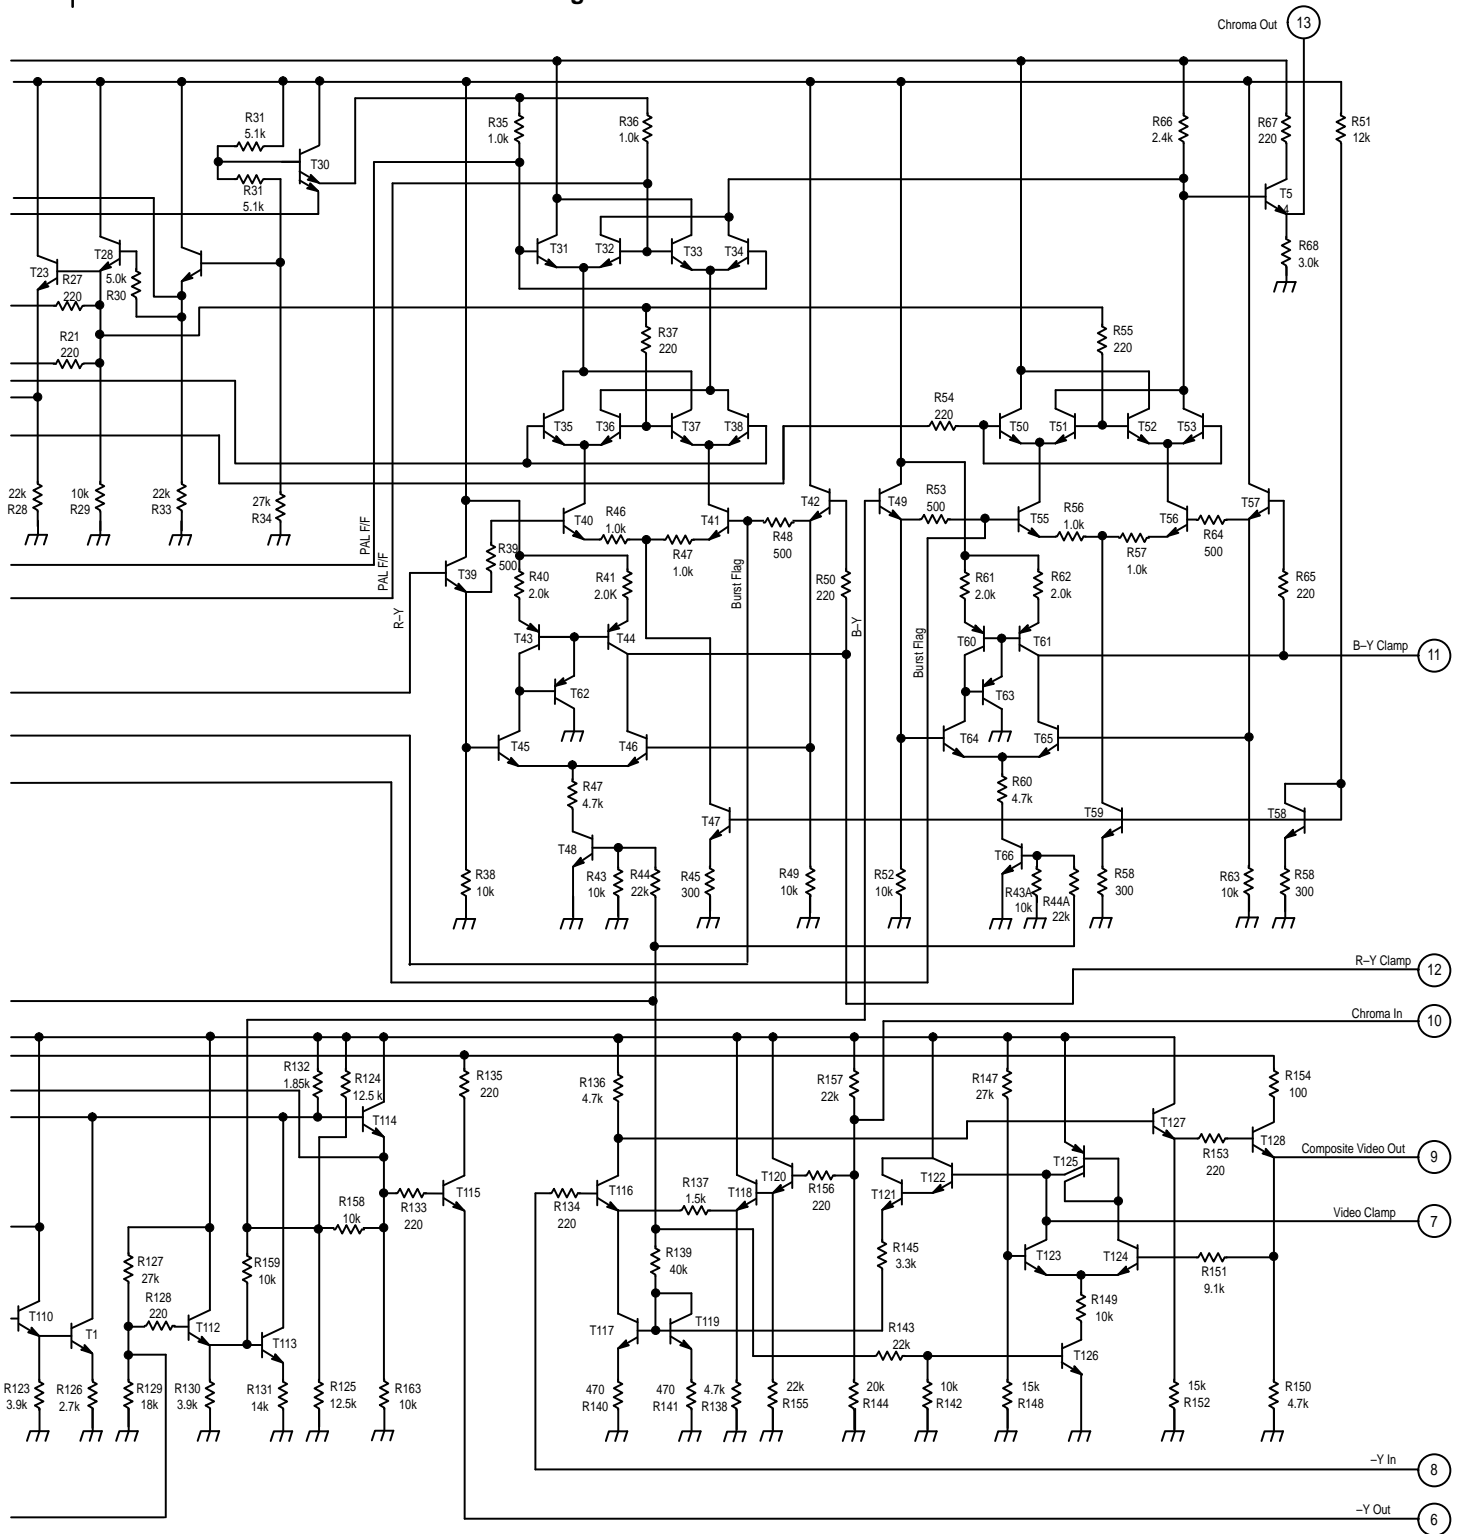 Chroma Out
13
R31
5.1k
T30
R31
5.1k
R35
1.0k
R36
1.0k
R66
2.4k
R67
220
R51
12k
T5
4
R68
3.0k
T31
T32
T33
T34
T23
T28
R27
220
5.0k
R30
R21
220
R37
220
R55
220
R54
220
T35
T36
T37
T38
T50
T51
T52
T53
22k
R28
10k
R29
22k
R33
27k
R34
PAL F/F
PAL F/F
R–Y
T39
R39
500
T40
R46
1.0k
R47
1.0k
T41
R48
500
T42
T49
R53
500
T55
R56
1.0k
R57
1.0k
T56
R64
500
T57
R40
2.0k
R41
2.0K
Burst Flag
R50
220
B–Y
R61
2.0k
R62
2.0k
R65
220
T43
T44
T62
Burst Flag
T60
T61
T63
B–Y Clamp
11
T45
T46
T64
T65
R47
4.7k
R60
4.7k
T48
T47
T66
T59
T58
R38
10k
R43
10k
R44
22k
R45
300
R49
10k
R52
10k
R43A
10k
R44A
22k
R58
300
R63
10k
R58
300
R–Y Clamp
12
Chroma In
10
R132
1.85k
R124
12.5 k
T114
R135
220
R136
4.7k
R157
22k
R147
27k
R154
100
T127
R153
220
T128
Composite Video Out
9
T115
R133
220
R158
10k
R134
220
T116
R137
1.5k
T118
T120
R156
220
T121
T122
T125
Video Clamp
7
R127
27k
R159
10k
R139
40k
R145
3.3k
T123
T124
R151
9.1k
R149
10k
T110
T1
R128
220
T112
T113
T117
T119
R143
22k
T126
R123
3.9k
R126
2.7k
R129
18k
R130
3.9k
R131
14k
R125
12.5k
R163
10k
470
R140
470
R141
4.7k
R138
22k
R155
20k
R144
10k
R142
15k
R148
15k
R152
R150
4.7k
–Y In
8
–Y Out
6